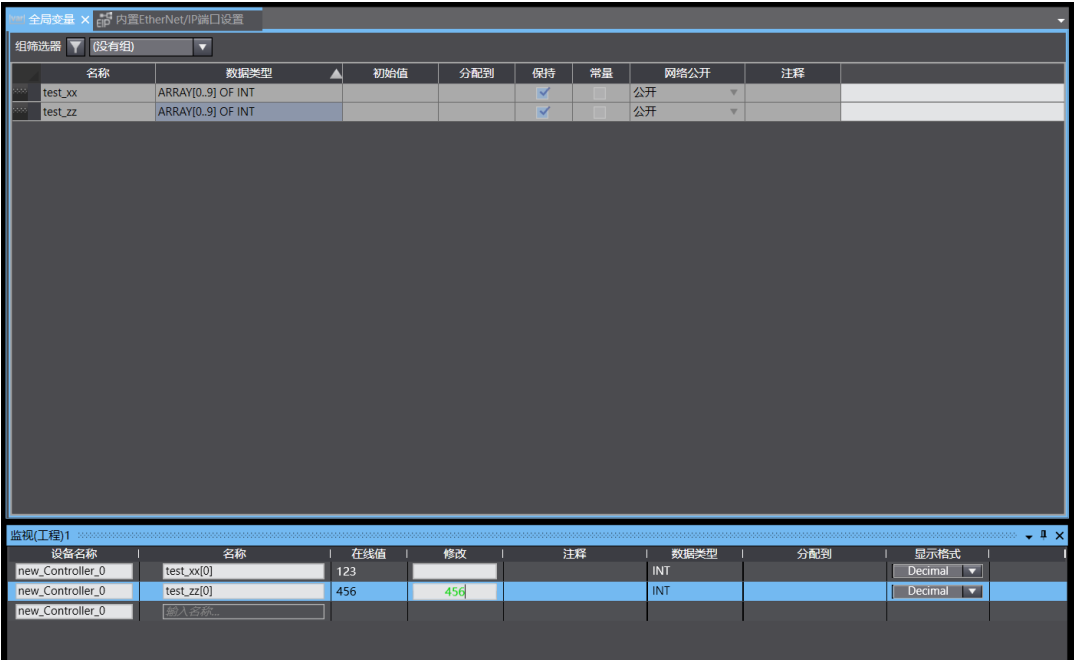 全局变量 × 内置EtherNet/IP端口设置
组筛选器 (没有组)
名称 数据类型 初始值 分配到 保持 常量 网络公开 注释
test_xx ARRAY[0..9] OF INT 公开
test_zz ARRAY[0..9] OF INT 公开
监视(工程)1
设备名称 名称 在线值 修改 注释 数据类型 分配到 显示格式
new_Controller_0 test_xx[0] 123 INT Decimal
new_Controller_0 test_zz[0] 456 456 INT Decimal
new_Controller_0 输入名称...